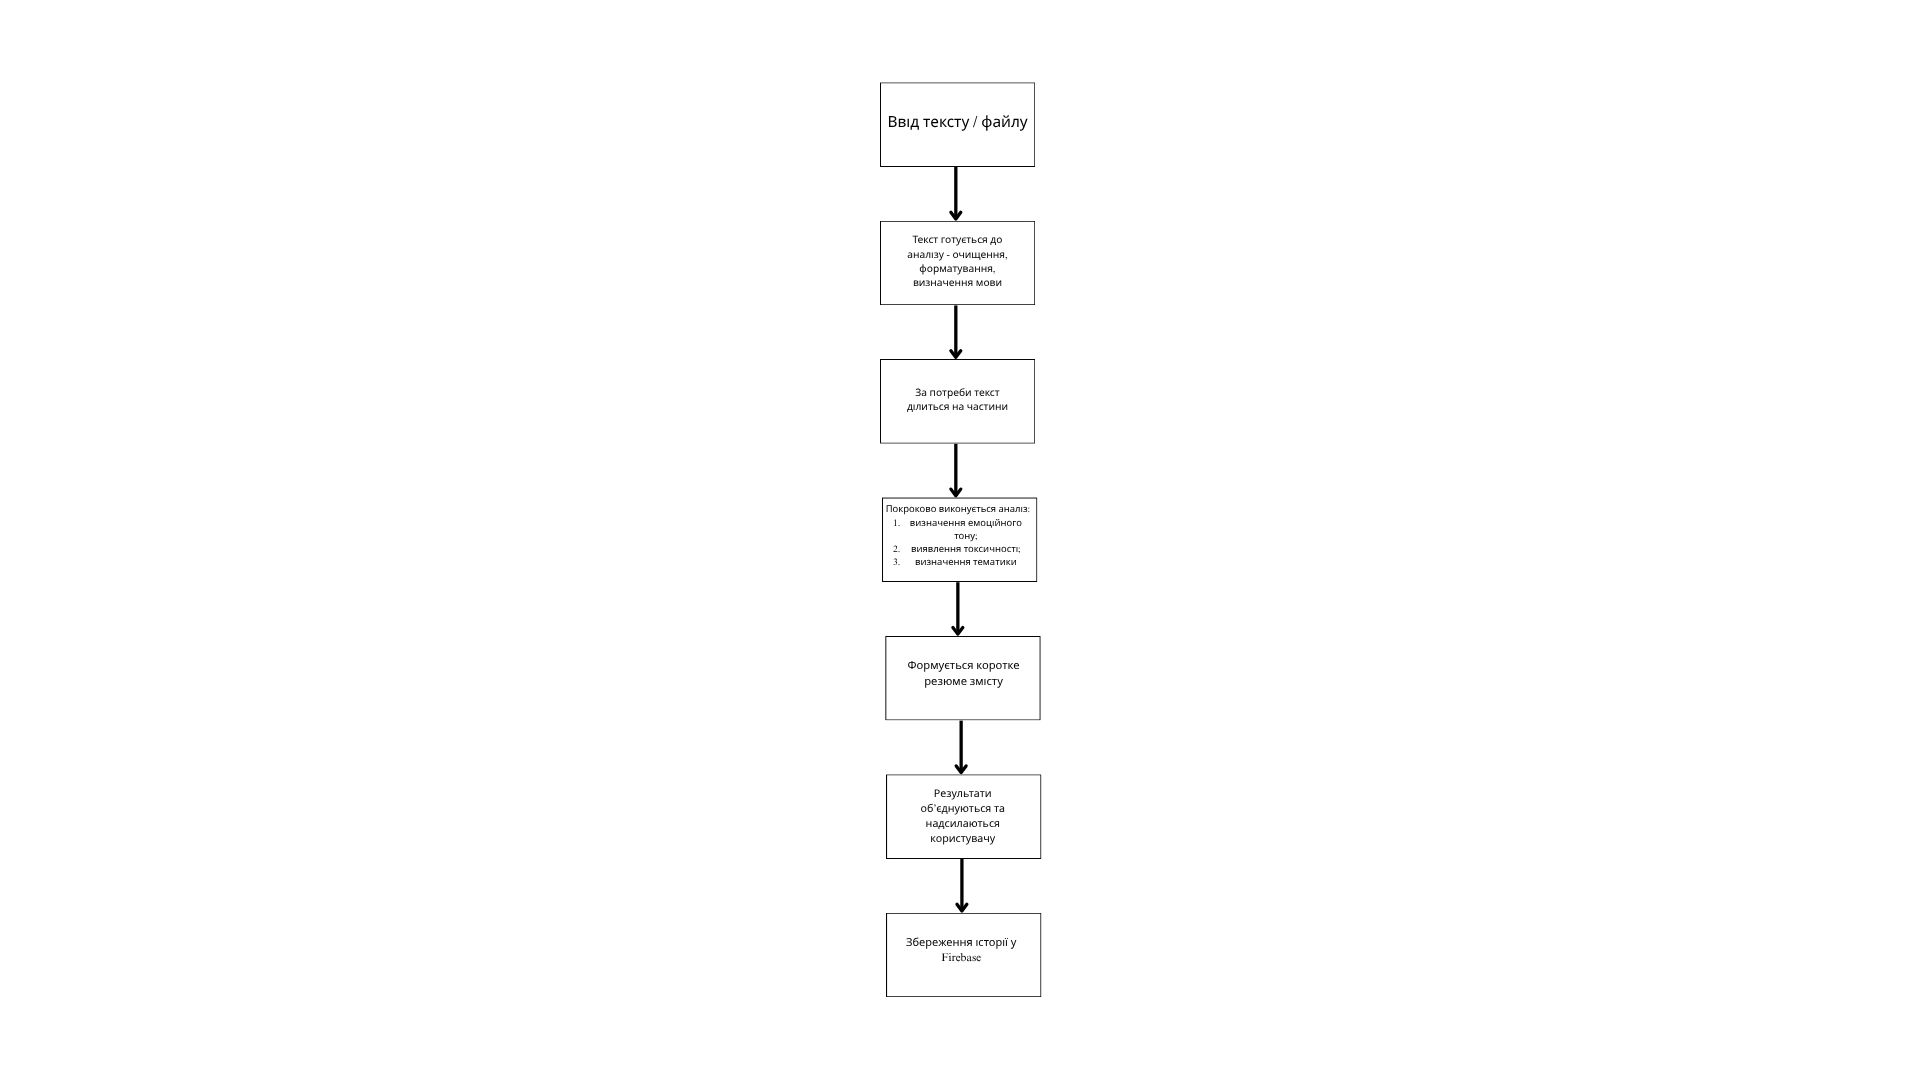 Ввід тексту / файлу
Текст готується до
аналізу - очищення,
форматування,
визначення мови
За потреби текст
ділиться на частини
Покроково виконується аналіз:
1. визначення емоційного
тону;
2. виявлення токсичності;
3. визначення тематики
Формується коротке
резюме змісту
Результати
об'єднуються та
надсилаються
користувачу
Збереження історії у
Firebase